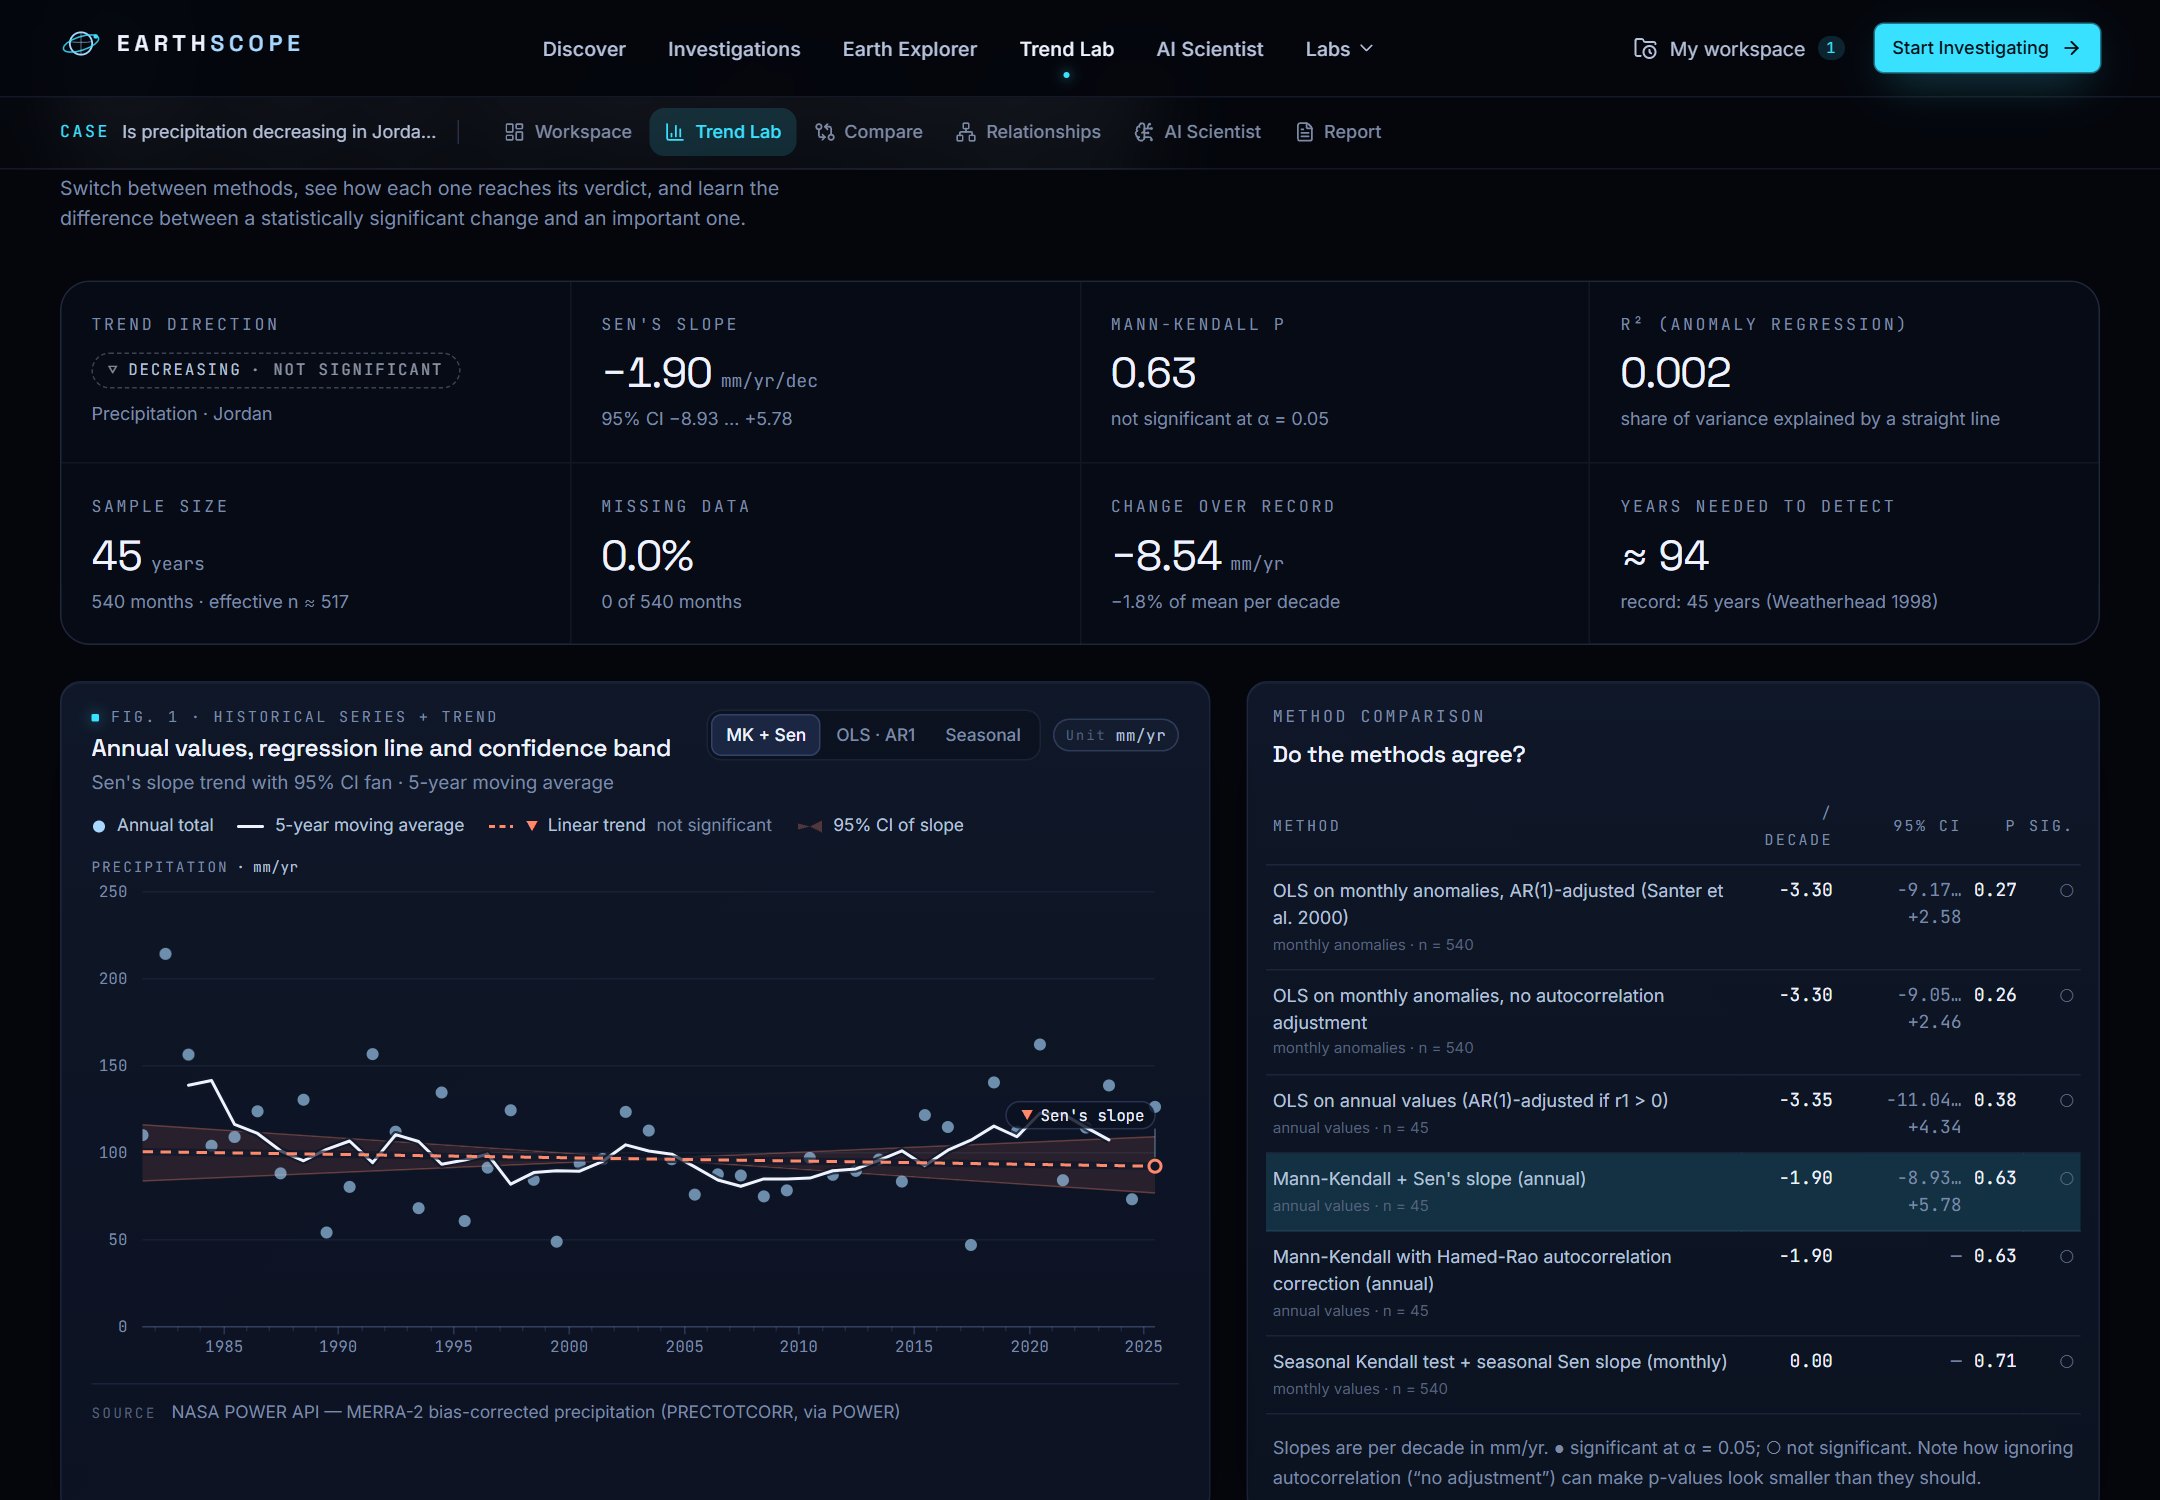 EARTHSCOPE
Discover
Investigations
Earth Explorer
Trend Lab
AI Scientist
Labs
My workspace 1
Start Investigating →
CASE Is precipitation decreasing in Jorda...
Workspace
Trend Lab
Compare
Relationships
AI Scientist
Report
Switch between methods, see how each one reaches its verdict, and learn the
difference between a statistically significant change and an important one.
TREND DIRECTION
▽ DECREASING · NOT SIGNIFICANT
Precipitation · Jordan
SEN'S SLOPE
−1.90 mm/yr/dec
95% CI −8.93 … +5.78
MANN-KENDALL P
0.63
not significant at α = 0.05
R² (ANOMALY REGRESSION)
0.002
share of variance explained by a straight line
SAMPLE SIZE
45 years
540 months · effective n ≈ 517
MISSING DATA
0.0%
0 of 540 months
CHANGE OVER RECORD
−8.54 mm/yr
−1.8% of mean per decade
YEARS NEEDED TO DETECT
≈ 94
record: 45 years (Weatherhead 1998)
FIG. 1 · HISTORICAL SERIES + TREND
Annual values, regression line and confidence band
Sen's slope trend with 95% CI fan · 5-year moving average
MK + Sen
OLS · AR1
Seasonal
Unit mm/yr
Annual total
5-year moving average
▼ Linear trend not significant
95% CI of slope
PRECIPITATION · mm/yr
250
200
150
100
50
0
▼ Sen's slope
1985 1990 1995 2000 2005 2010 2015 2020 2025
SOURCE NASA POWER API — MERRA-2 bias-corrected precipitation (PRECTOTCORR, via POWER)
METHOD COMPARISON
Do the methods agree?
METHOD / DECADE 95% CI P SIG.
OLS on monthly anomalies, AR(1)-adjusted (Santer et −3.30 −9.17… 0.27 ○
al. 2000) +2.58
monthly anomalies · n = 540
OLS on monthly anomalies, no autocorrelation −3.30 −9.05… 0.26 ○
adjustment +2.46
monthly anomalies · n = 540
OLS on annual values (AR(1)-adjusted if r1 > 0) −3.35 −11.04… 0.38 ○
annual values · n = 45 +4.34
Mann-Kendall + Sen's slope (annual) −1.90 −8.93… 0.63 ○
annual values · n = 45 +5.78
Mann-Kendall with Hamed-Rao autocorrelation −1.90 — 0.63 ○
correction (annual)
annual values · n = 45
Seasonal Kendall test + seasonal Sen slope (monthly) 0.00 — 0.71 ○
monthly values · n = 540
Slopes are per decade in mm/yr. ● significant at α = 0.05; ○ not significant. Note how ignoring
autocorrelation (“no adjustment”) can make p-values look smaller than they should.